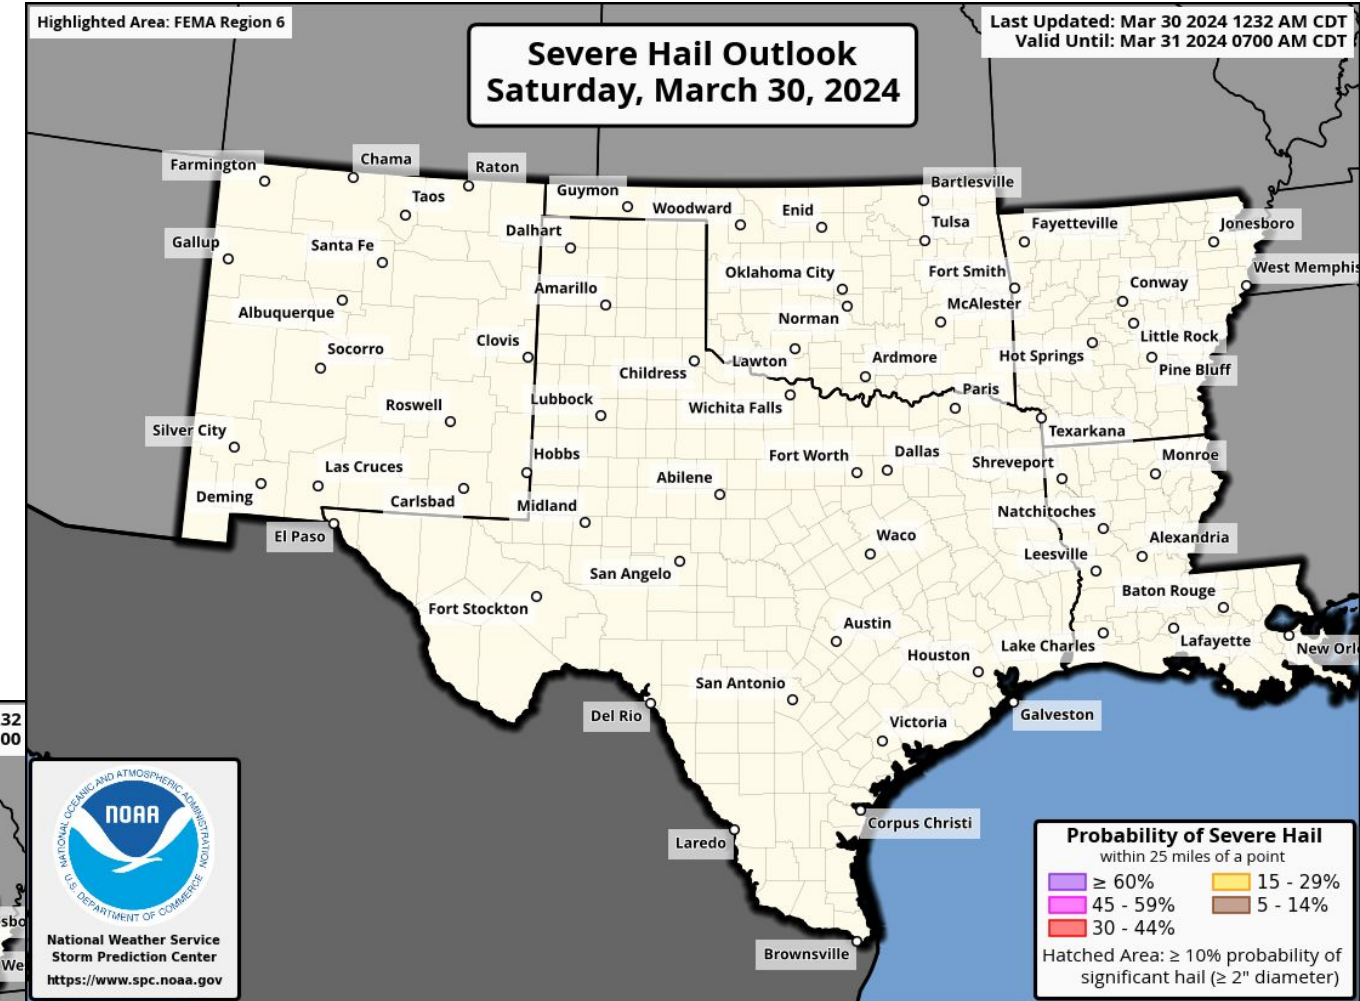 Highlighted Area: FEMA Region 6
Last Updated: Mar 30 2024 1232 AM CDT
Valid Until: Mar 31 2024 0700 AM CDT
Severe Hail Outlook
Saturday, March 30, 2024
Farmington
Chama
Raton
Taos
Guymon
Woodward
Enid
Bartlesville
Tulsa
Fayetteville
Jonesboro
Gallup
Santa Fe
Dalhart
Oklahoma City
Fort Smith
West Memphis
Albuquerque
Amarillo
Norman
McAlester
Conway
Socorro
Clovis
Childress
Lawton
Ardmore
Hot Springs
Little Rock
Pine Bluff
Roswell
Lubbock
Wichita Falls
Paris
Texarkana
Silver City
Las Cruces
Hobbs
Abilene
Fort Worth
Dallas
Shreveport
Monroe
Deming
Carlsbad
Midland
Natchitoches
El Paso
San Angelo
Waco
Leesville
Alexandria
Fort Stockton
Austin
Baton Rouge
Houston
Lake Charles
Lafayette
New Orl
San Antonio
Del Rio
Victoria
Galveston
Laredo
Corpus Christi
Brownsville
32
00
sbo
We
NATIONAL OCEANIC AND ATMOSPHERIC ADMINISTRATION
NOAA
U.S. DEPARTMENT OF COMMERCE
National Weather Service
Storm Prediction Center
https://www.spc.noaa.gov
Probability of Severe Hail
within 25 miles of a point
≥ 60%
15 - 29%
45 - 59%
5 - 14%
30 - 44%
Hatched Area: ≥ 10% probability of
significant hail (≥ 2" diameter)